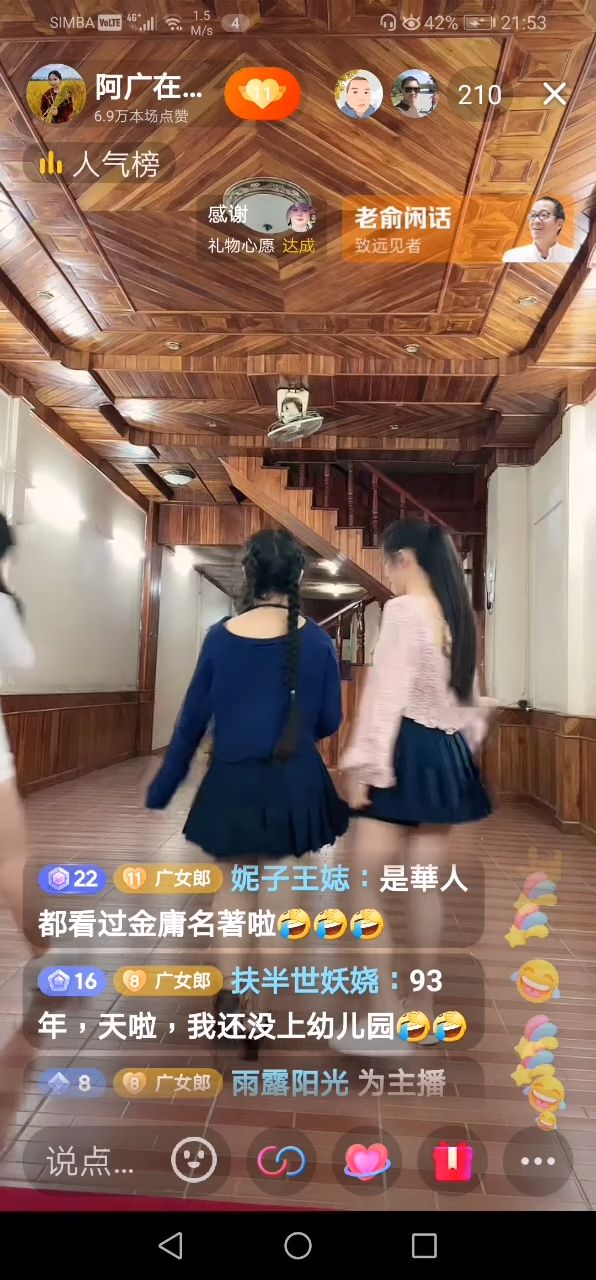 SIMBA VoLTE 4G+ 1.5 M/s 4 42% 21:53
阿广在... 11 210
6.9万本场点赞
人气榜
感谢
礼物心愿 达成
老俞闲话
致远见者
22 11 广女郎 妮子王誌：是華人
都看过金庸名著啦🤣🤣🤣
16 8 广女郎 扶半世妖娆：93
年，天啦，我还没上幼儿园🤣🤣
8 8 广女郎 雨露阳光 为主播
说点...